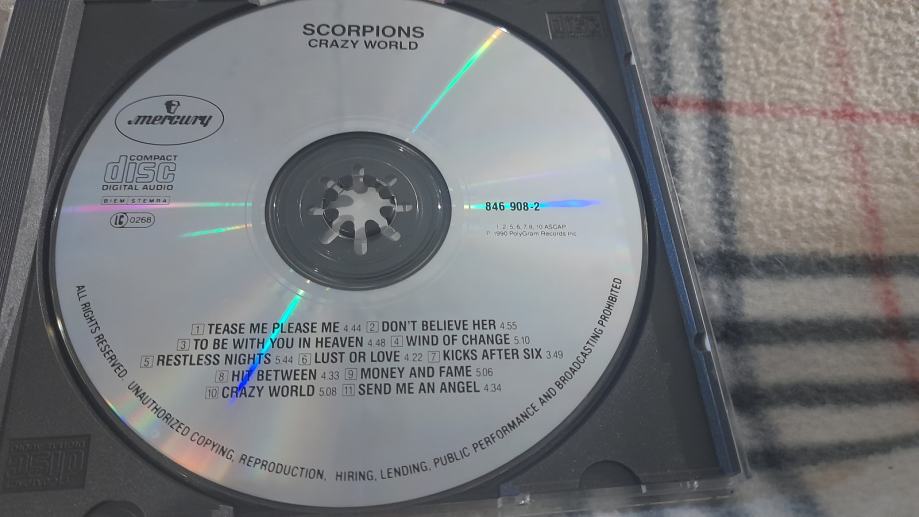 SCORPIONS
CRAZY WORLD
mercury
COMPACT
disc
DIGITAL AUDIO
BIEM STEMRA
LC 0268
846 908-2
1, 2, 5, 6, 7, 8, 10 ASCAP
℗ 1990 PolyGram Records Inc.
1 TEASE ME PLEASE ME 4.44 2 DON'T BELIEVE HER 4.55
3 TO BE WITH YOU IN HEAVEN 4.48 4 WIND OF CHANGE 5.10
5 RESTLESS NIGHTS 5.44 6 LUST OR LOVE 4.22 7 KICKS AFTER SIX 3.49
8 HIT BETWEEN 4.33 9 MONEY AND FAME 5.06
10 CRAZY WORLD 5.08 11 SEND ME AN ANGEL 4.34
ALL RIGHTS RESERVED. UNAUTHORIZED COPYING, REPRODUCTION, HIRING, LENDING, PUBLIC PERFORMANCE AND BROADCASTING PROHIBITED